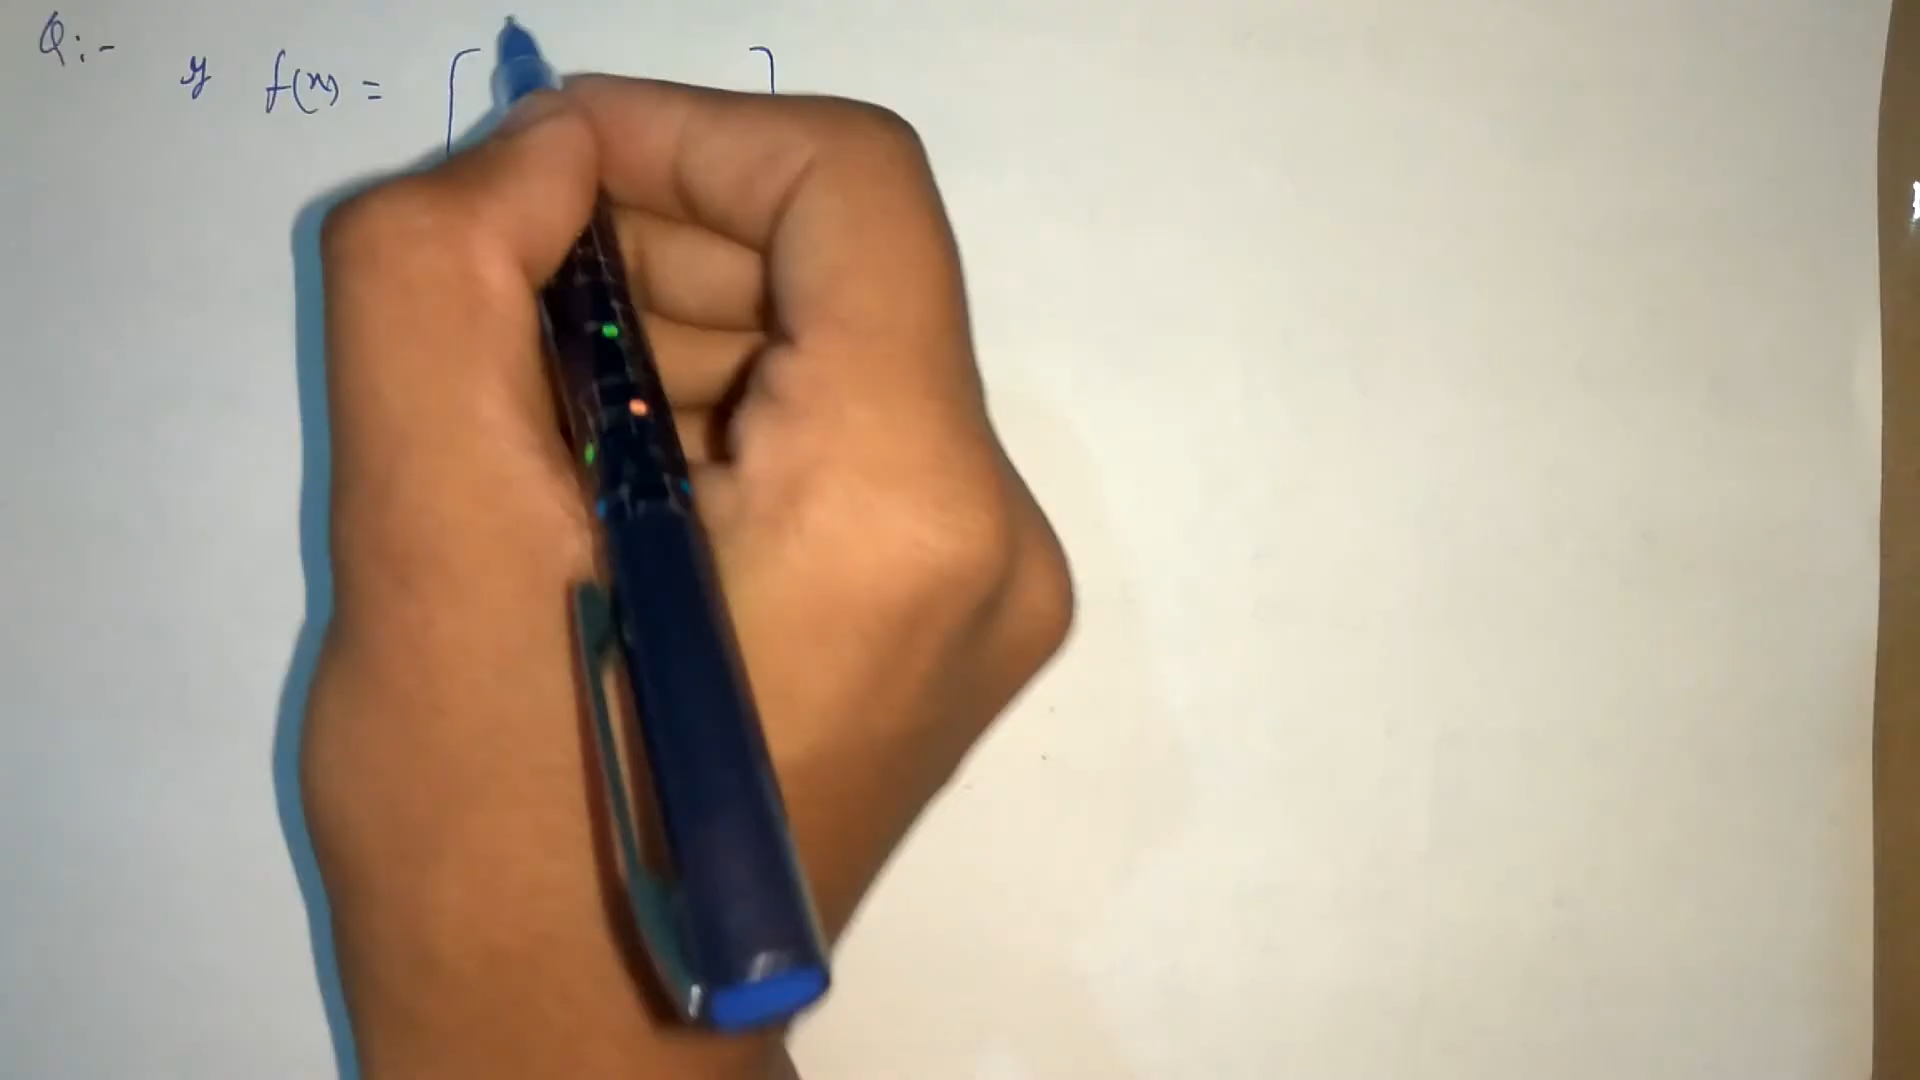 Q:-
If f(x) = [ ]